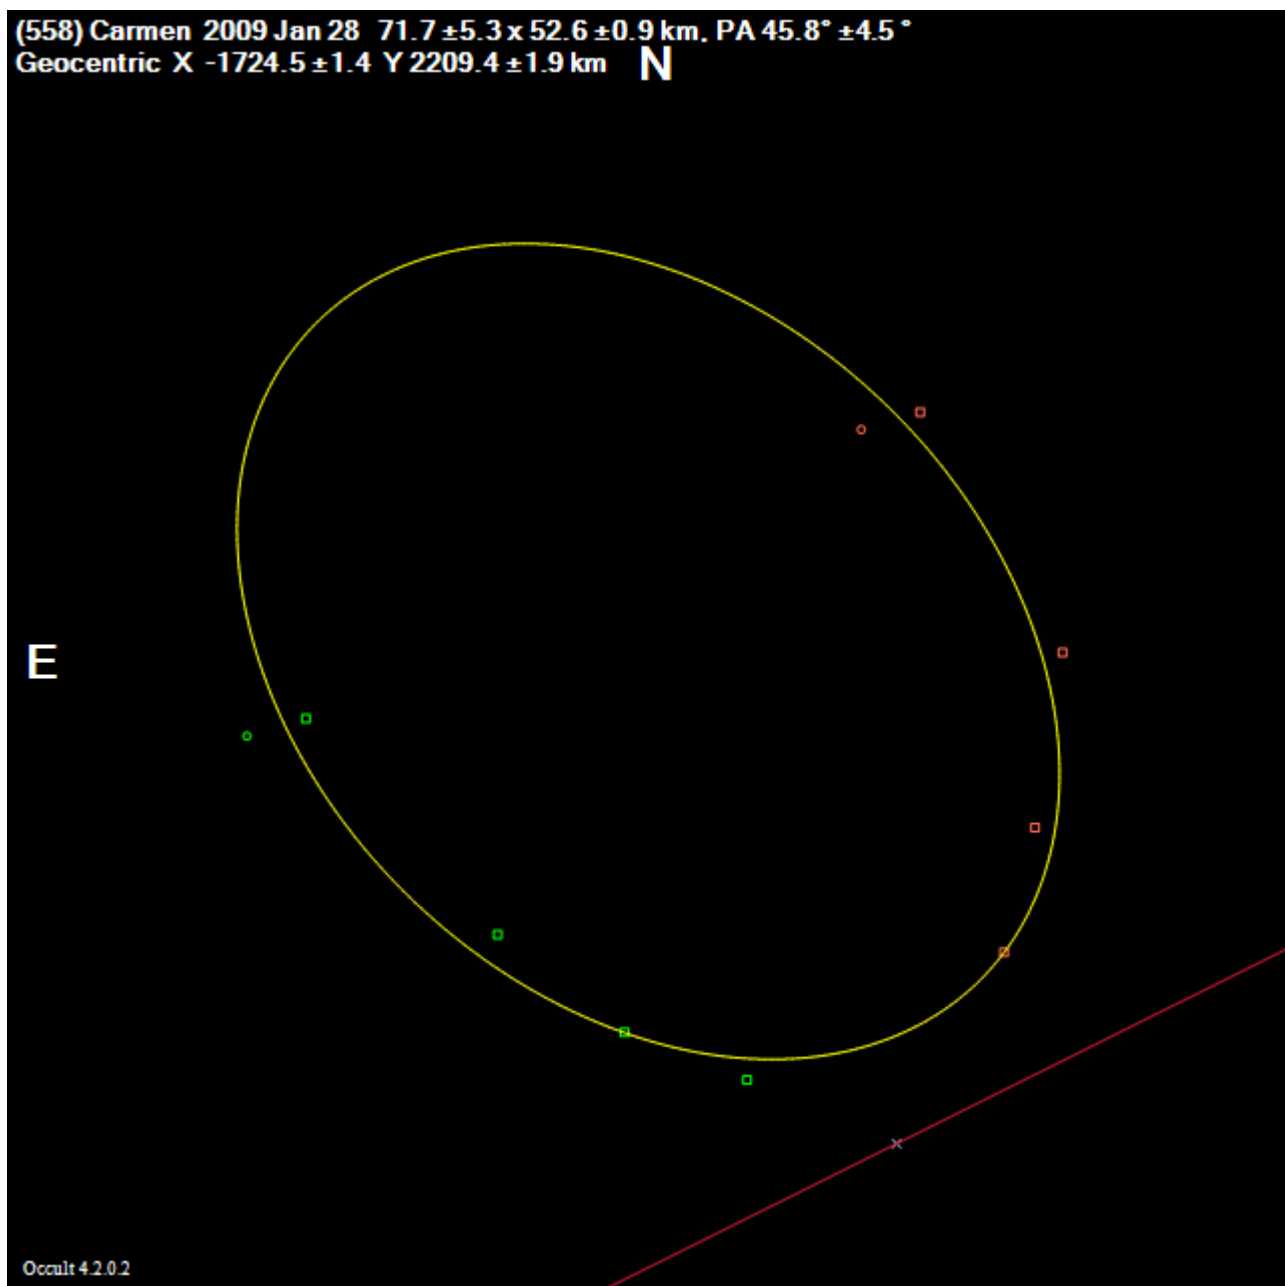 (558) Carmen 2009 Jan 28 71.7 ±5.3 x 52.6 ±0.9 km, PA 45.8° ±4.5 °
Geocentric X -1724.5 ±1.4 Y 2209.4 ±1.9 km
N
E
Occult 4.2.0.2